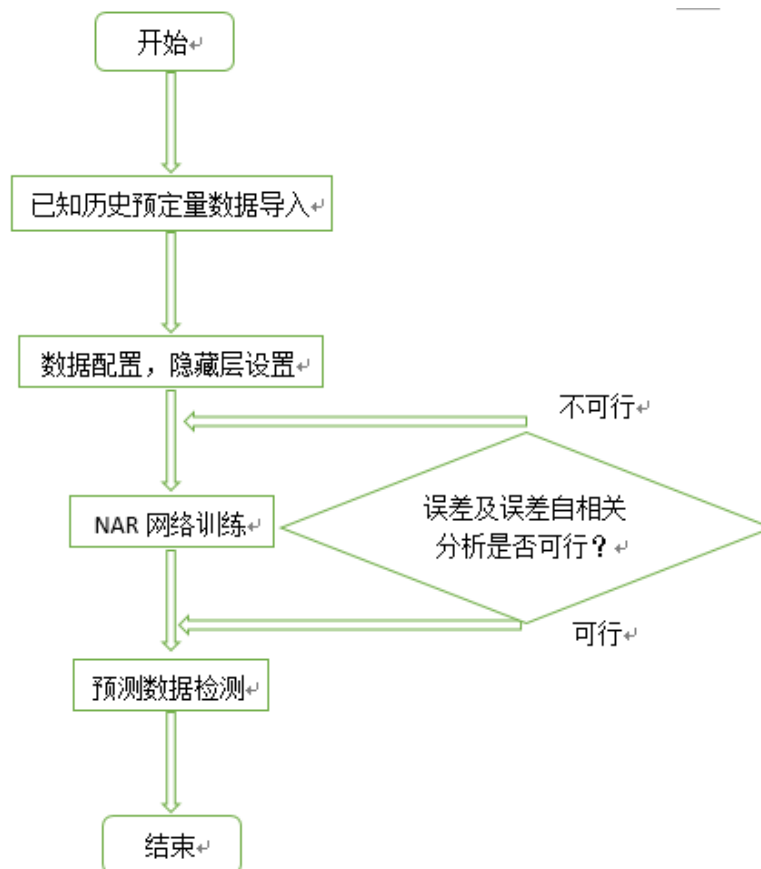 开始
已知历史预定量数据导入
数据配置，隐藏层设置
不可行
误差及误差自相关
分析是否可行？
NAR 网络训练
可行
预测数据检测
结束